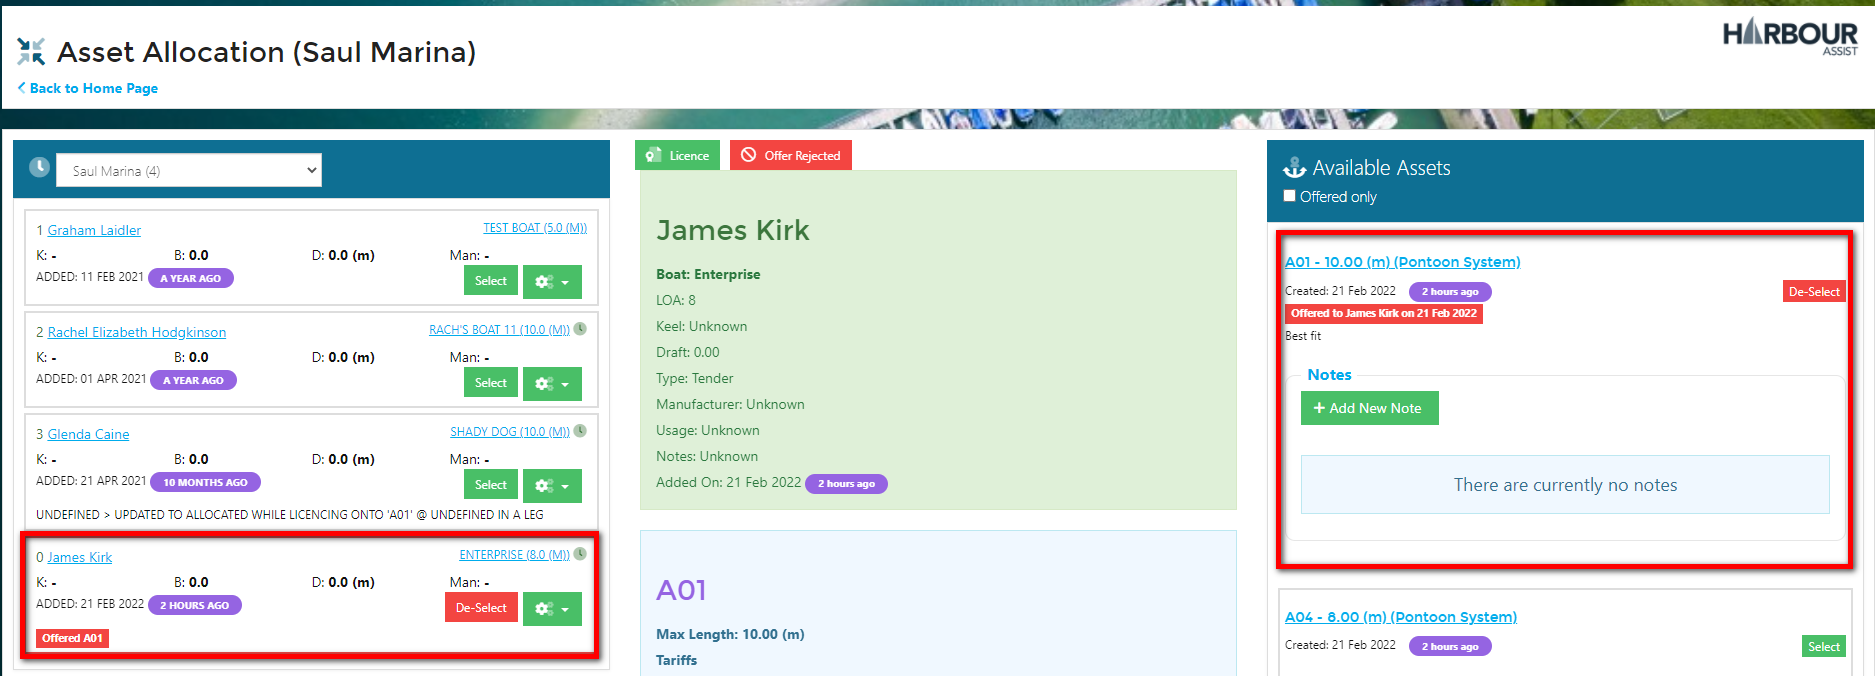 Asset Allocation (Saul Marina)
HARBOUR
ASSIST
Back to Home Page
Saul Marina (4)
1 Graham Laidler
TEST BOAT (5.0 (M))
K: - B: 0.0 D: 0.0 (m) Man: -
ADDED: 11 FEB 2021 A YEAR AGO
Select
2 Rachel Elizabeth Hodgkinson
RACH'S BOAT 11 (10.0 (M))
K: - B: 0.0 D: 0.0 (m) Man: -
ADDED: 01 APR 2021 A YEAR AGO
Select
3 Glenda Caine
SHADY DOG (10.0 (M))
K: - B: 0.0 D: 0.0 (m) Man: -
ADDED: 21 APR 2021 10 MONTHS AGO
Select
UNDEFINED > UPDATED TO ALLOCATED WHILE LICENCING ONTO 'A01' @ UNDEFINED IN A LEG
0 James Kirk
ENTERPRISE (8.0 (M))
K: - B: 0.0 D: 0.0 (m) Man: -
ADDED: 21 FEB 2022 2 HOURS AGO
De-Select
Offered A01
Licence
Offer Rejected
James Kirk
Boat: Enterprise
LOA: 8
Keel: Unknown
Draft: 0.00
Type: Tender
Manufacturer: Unknown
Usage: Unknown
Notes: Unknown
Added On: 21 Feb 2022 2 hours ago
A01
Max Length: 10.00 (m)
Tariffs
Available Assets
Offered only
A01 - 10.00 (m) (Pontoon System)
Created: 21 Feb 2022 2 hours ago
De-Select
Offered to James Kirk on 21 Feb 2022
Best fit
Notes
+ Add New Note
There are currently no notes
A04 - 8.00 (m) (Pontoon System)
Created: 21 Feb 2022 2 hours ago
Select